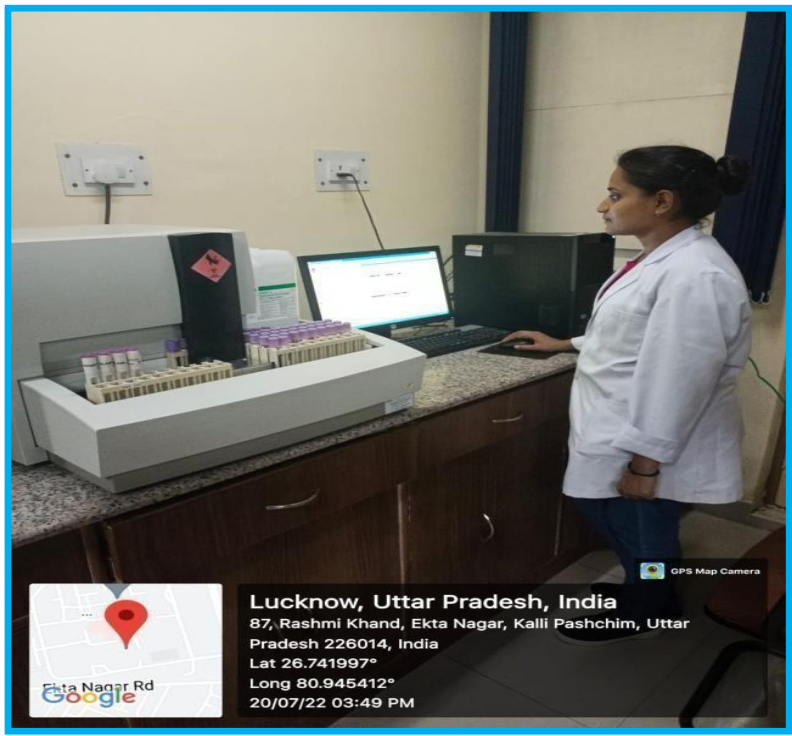 GPS Map Camera
Lucknow, Uttar Pradesh, India
87, Rashmi Khand, Ekta Nagar, Kalli Pashchim, Uttar
Pradesh 226014, India
Lat 26.741997°
Long 80.945412°
20/07/22 03:49 PM
Ekta Nagar Rd
Google